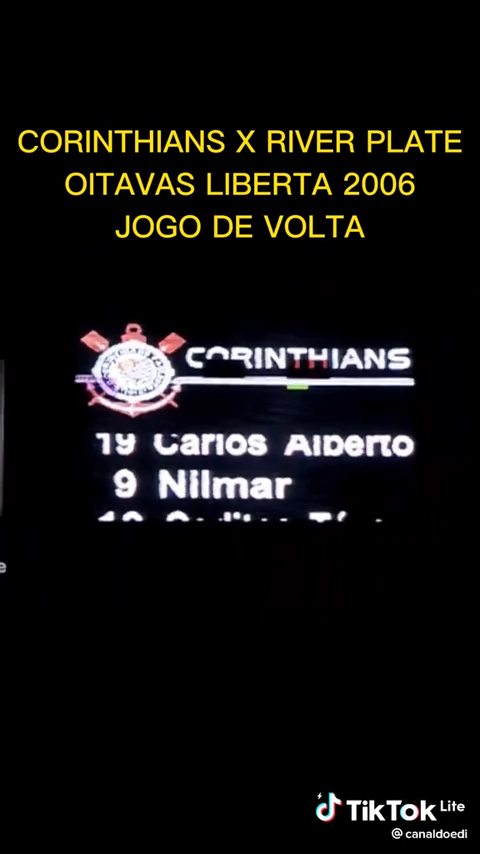 CORINTHIANS X RIVER PLATE
OITAVAS LIBERTA 2006
JOGO DE VOLTA
CORINTHIANS
19 Carlos Alberto
9 Nilmar
TikTok Lite
@canaldoedi